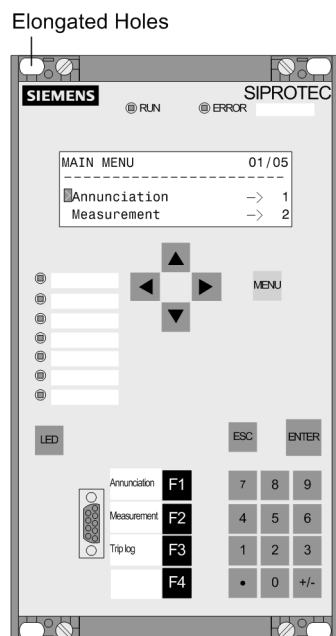 Elongated Holes
SIEMENS
SIPROTEC
RUN
ERROR
MAIN MENU 01/05
--------------------
Annunciation —> 1
Measurement —> 2
MENU
LED
ESC
ENTER
Annunciation F1
7 8 9
Measurement F2
4 5 6
Trip log F3
1 2 3
F4
• 0 +/-